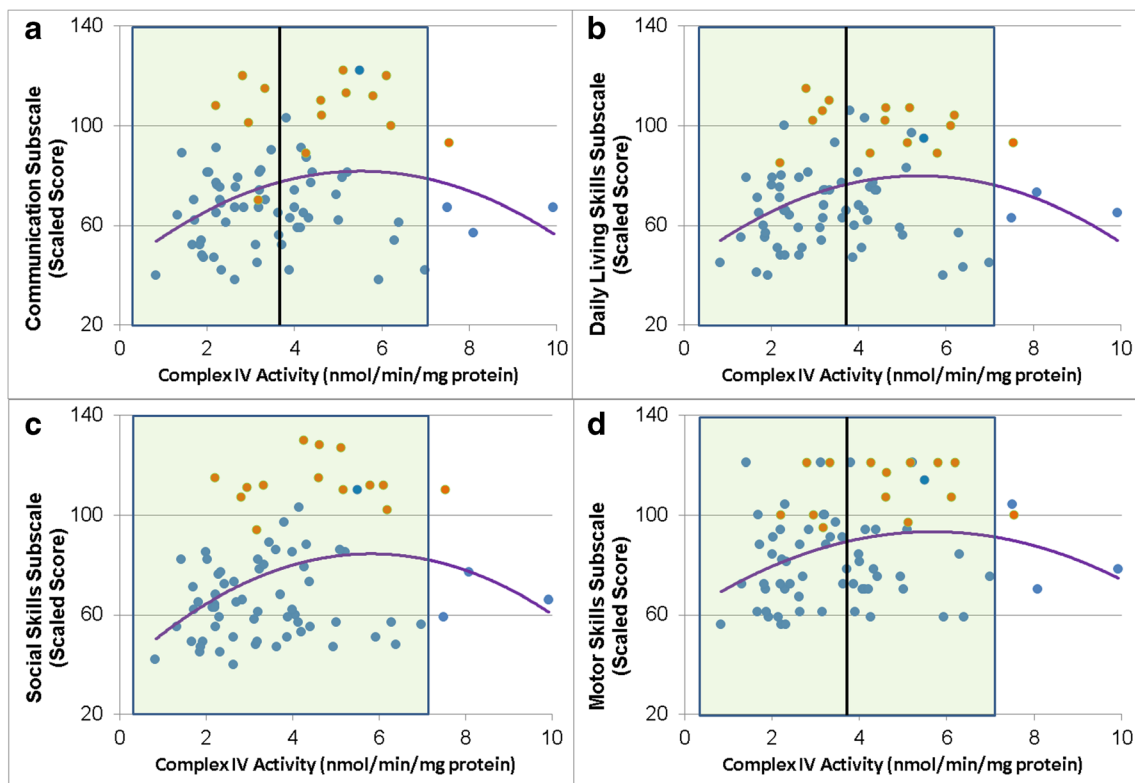 a
140
100
60
20
0 2 4 6 8 10
Communication Subscale
(Scaled Score)
Complex IV Activity (nmol/min/mg protein)
b
140
100
60
20
0 2 4 6 8 10
Daily Living Skills Subscale
(Scaled Score)
Complex IV Activity (nmol/min/mg protein)
c
140
100
60
20
0 2 4 6 8 10
Social Skills Subscale
(Scaled Score)
Complex IV Activity (nmol/min/mg protein)
d
140
100
60
20
0 2 4 6 8 10
Motor Skills Subscale
(Scaled Score)
Complex IV Activity (nmol/min/mg protein)